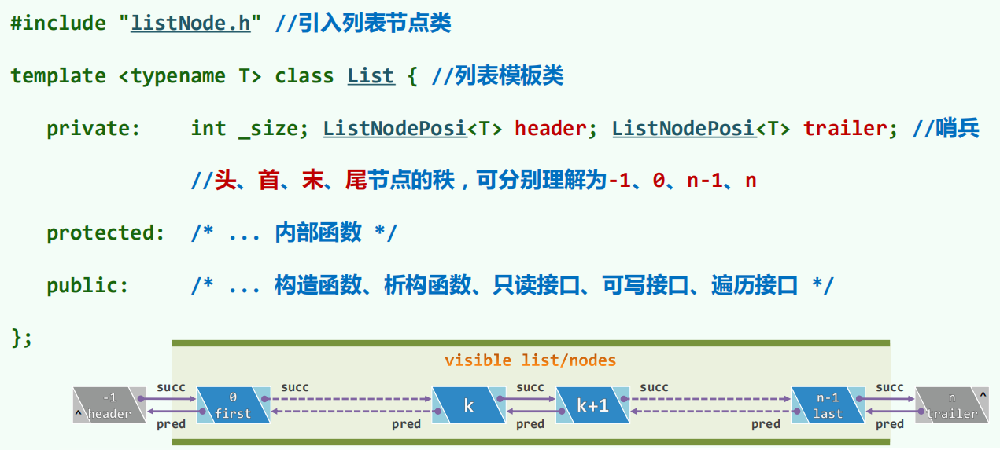 #include "listNode.h" //引入列表节点类
template <typename T> class List { //列表模板类
private: int _size; ListNodePosi<T> header; ListNodePosi<T> trailer; //哨兵
//头、首、末、尾节点的秩，可分别理解为-1、0、n-1、n
protected: /* ... 内部函数 */
public: /* ... 构造函数、析构函数、只读接口、可写接口、遍历接口 */
};
visible list/nodes
succ succ succ succ succ
-1 0 k k+1 n-1 n ^
^ header first last trailer
pred pred pred pred pred